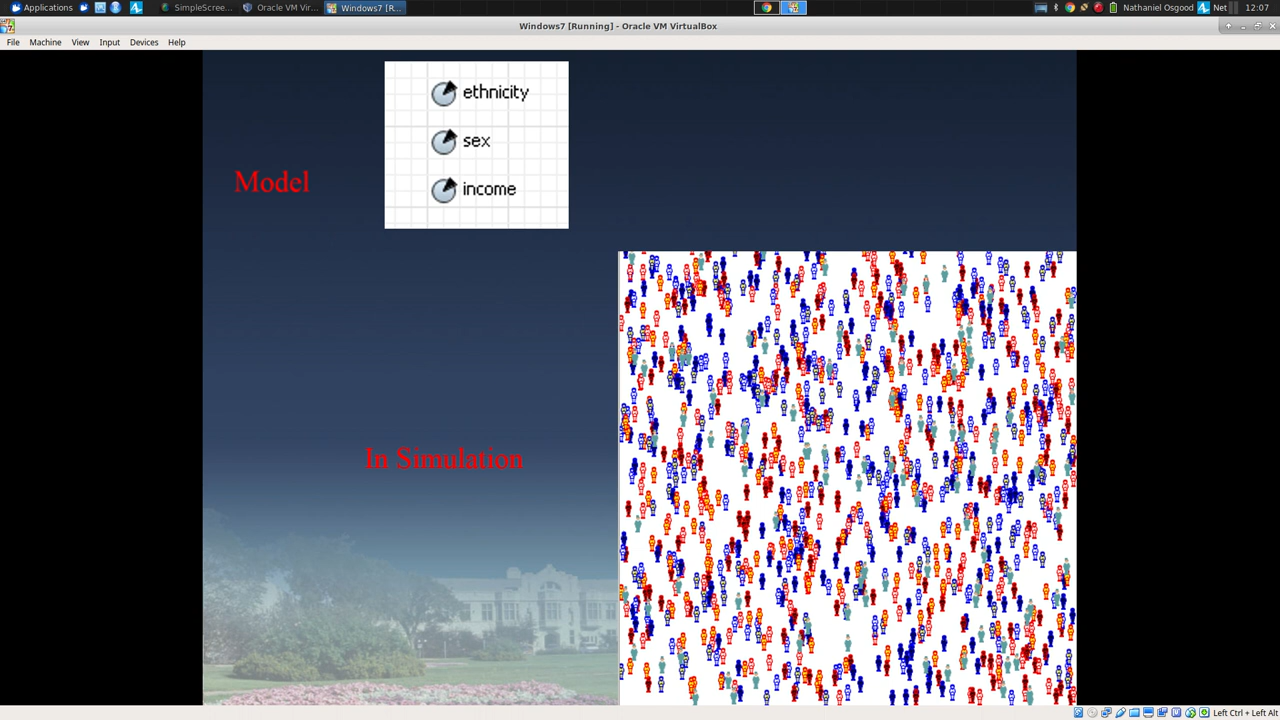 Applications
SimpleScree...
Oracle VM Vir...
Windows7 [R...
Nathaniel Osgood
Net
12:07
Windows7 [Running] - Oracle VM VirtualBox
File Machine View Input Devices Help
ethnicity
sex
income
Model
In Simulation
Left Ctrl + Left Alt